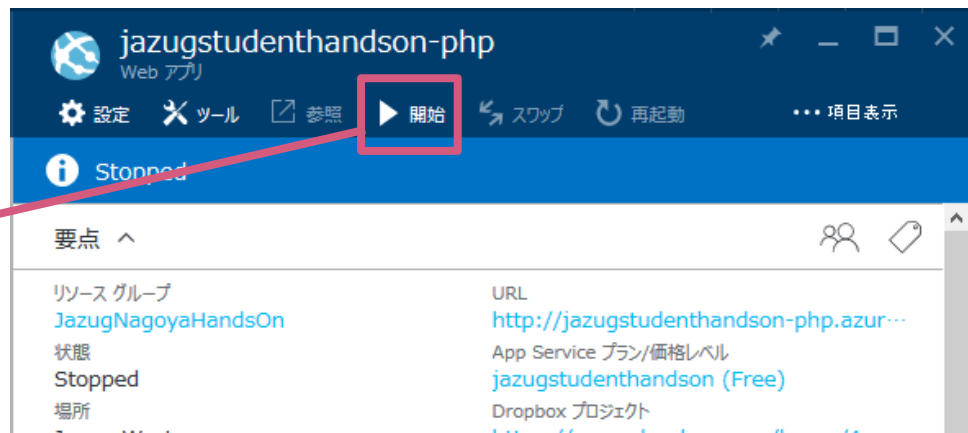 jazugstudenthandson-php
Web アプリ
設定 ツール 参照 開始 スワップ 再起動 ••• 項目表示
Stopped
要点
リソース グループ
JazugNagoyaHandsOn
状態
Stopped
場所
URL
http://jazugstudenthandson-php.azur…
App Service プラン/価格レベル
jazugstudenthandson (Free)
Dropbox プロジェクト